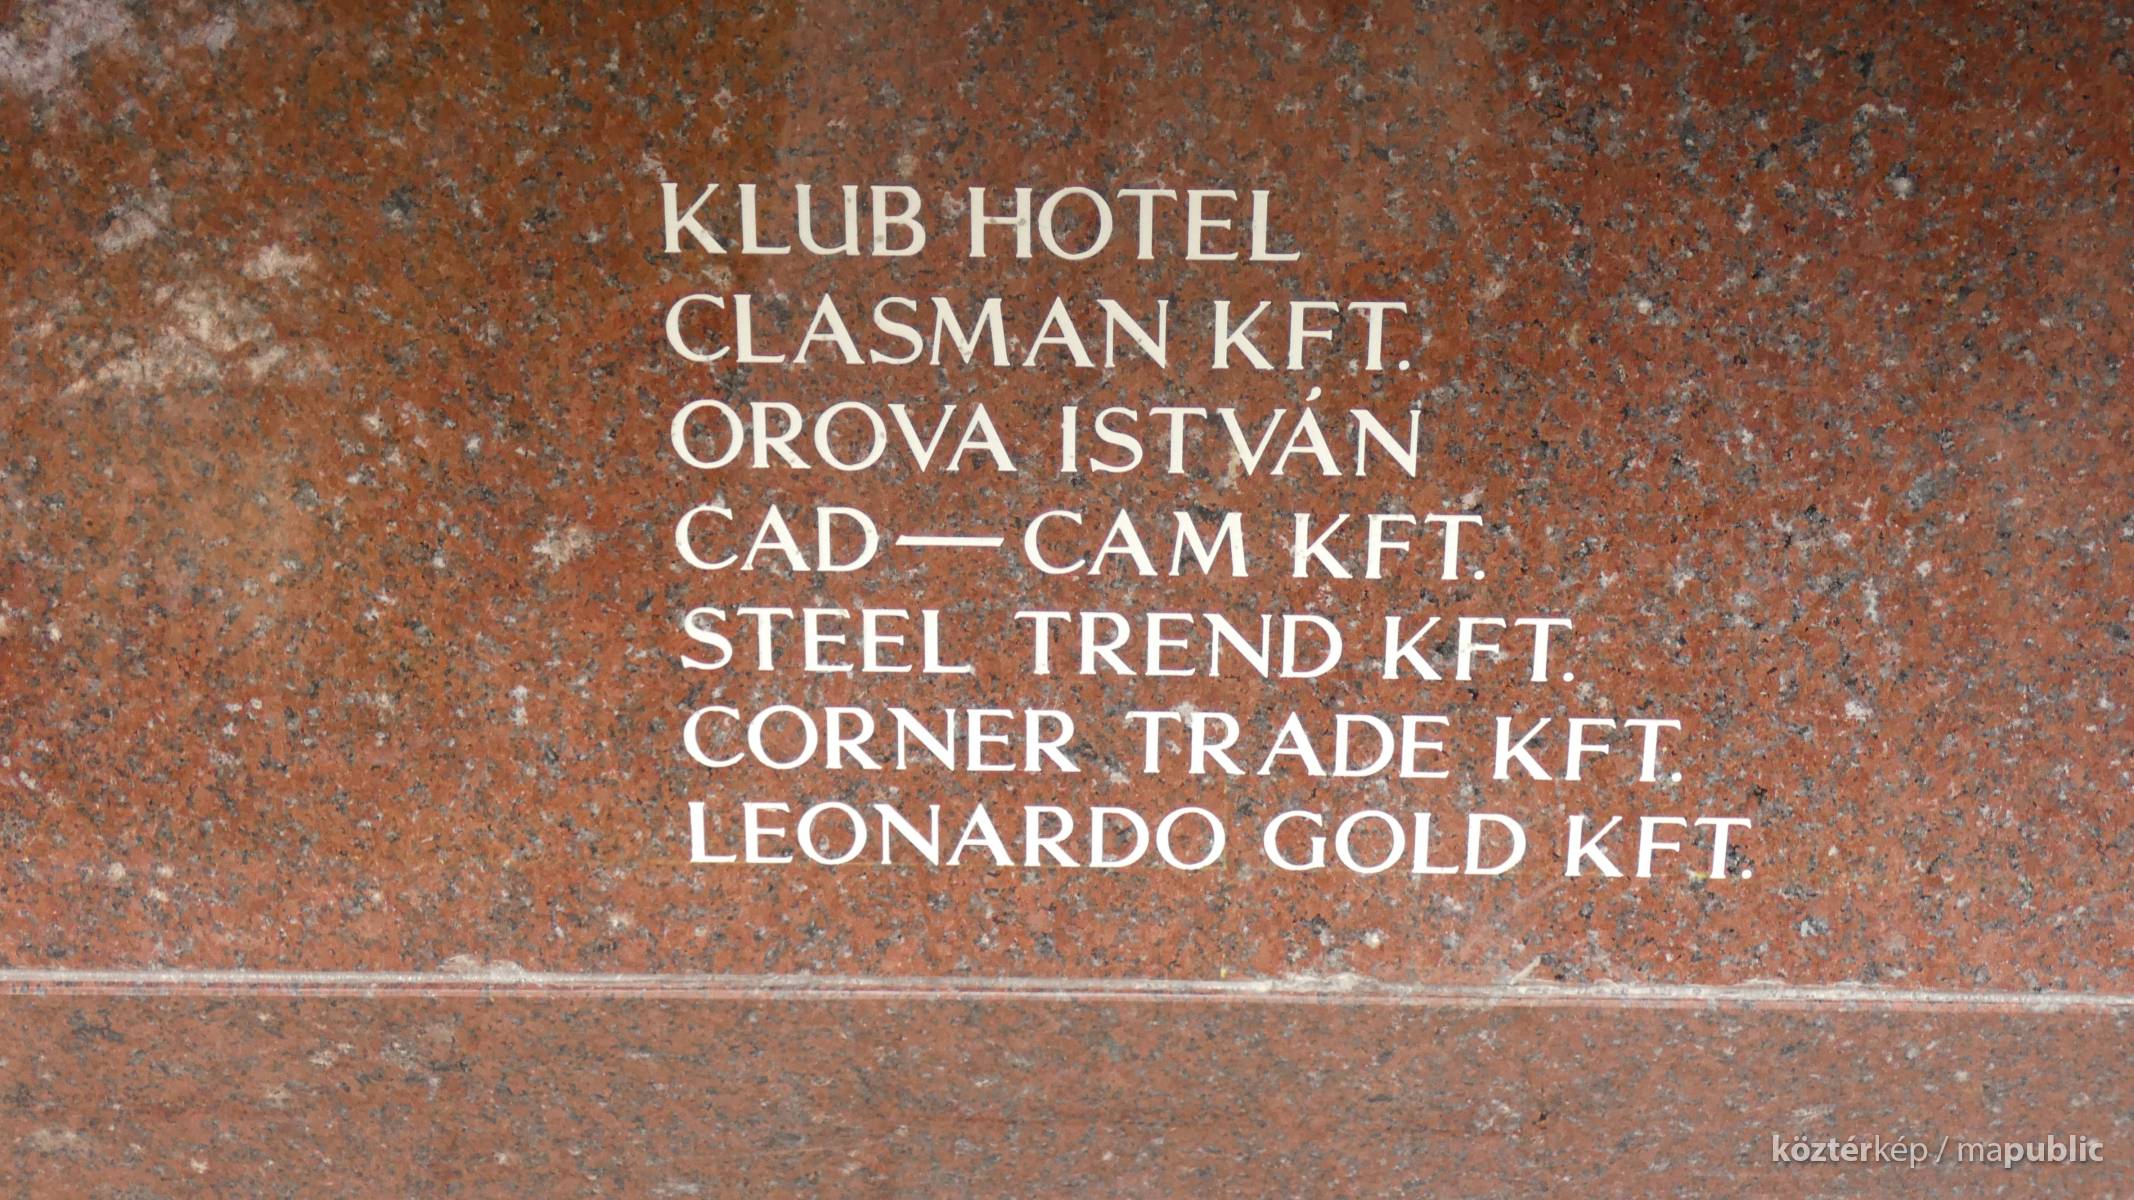 KLUB HOTEL
CLASMAN KFT.
OROVA ISTVÁN
CAD—CAM KFT.
STEEL TREND KFT.
CORNER TRADE KFT.
LEONARDO GOLD KFT.
köztérkép / mapublic